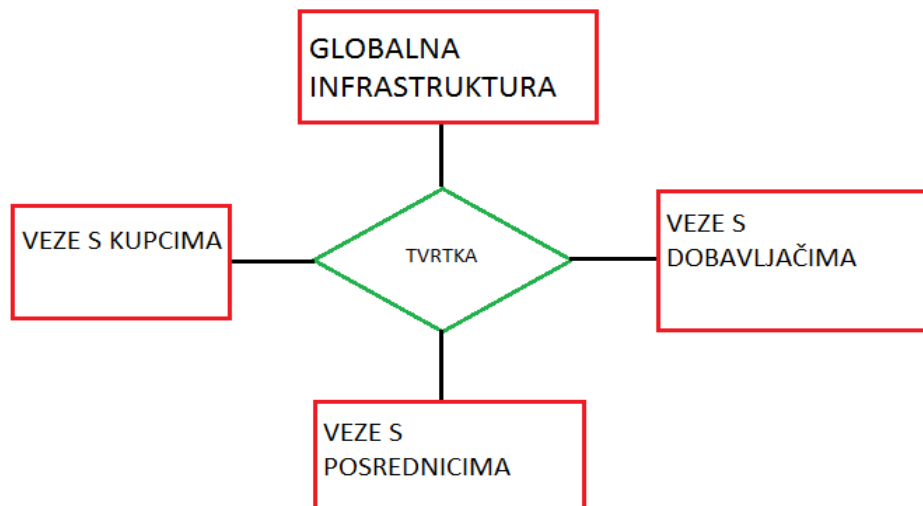 GLOBALNA
INFRASTRUKTURA
VEZE S KUPCIMA
TVRTKA
VEZE S
DOBAVLJAČIMA
VEZE S
POSREDNICIMA